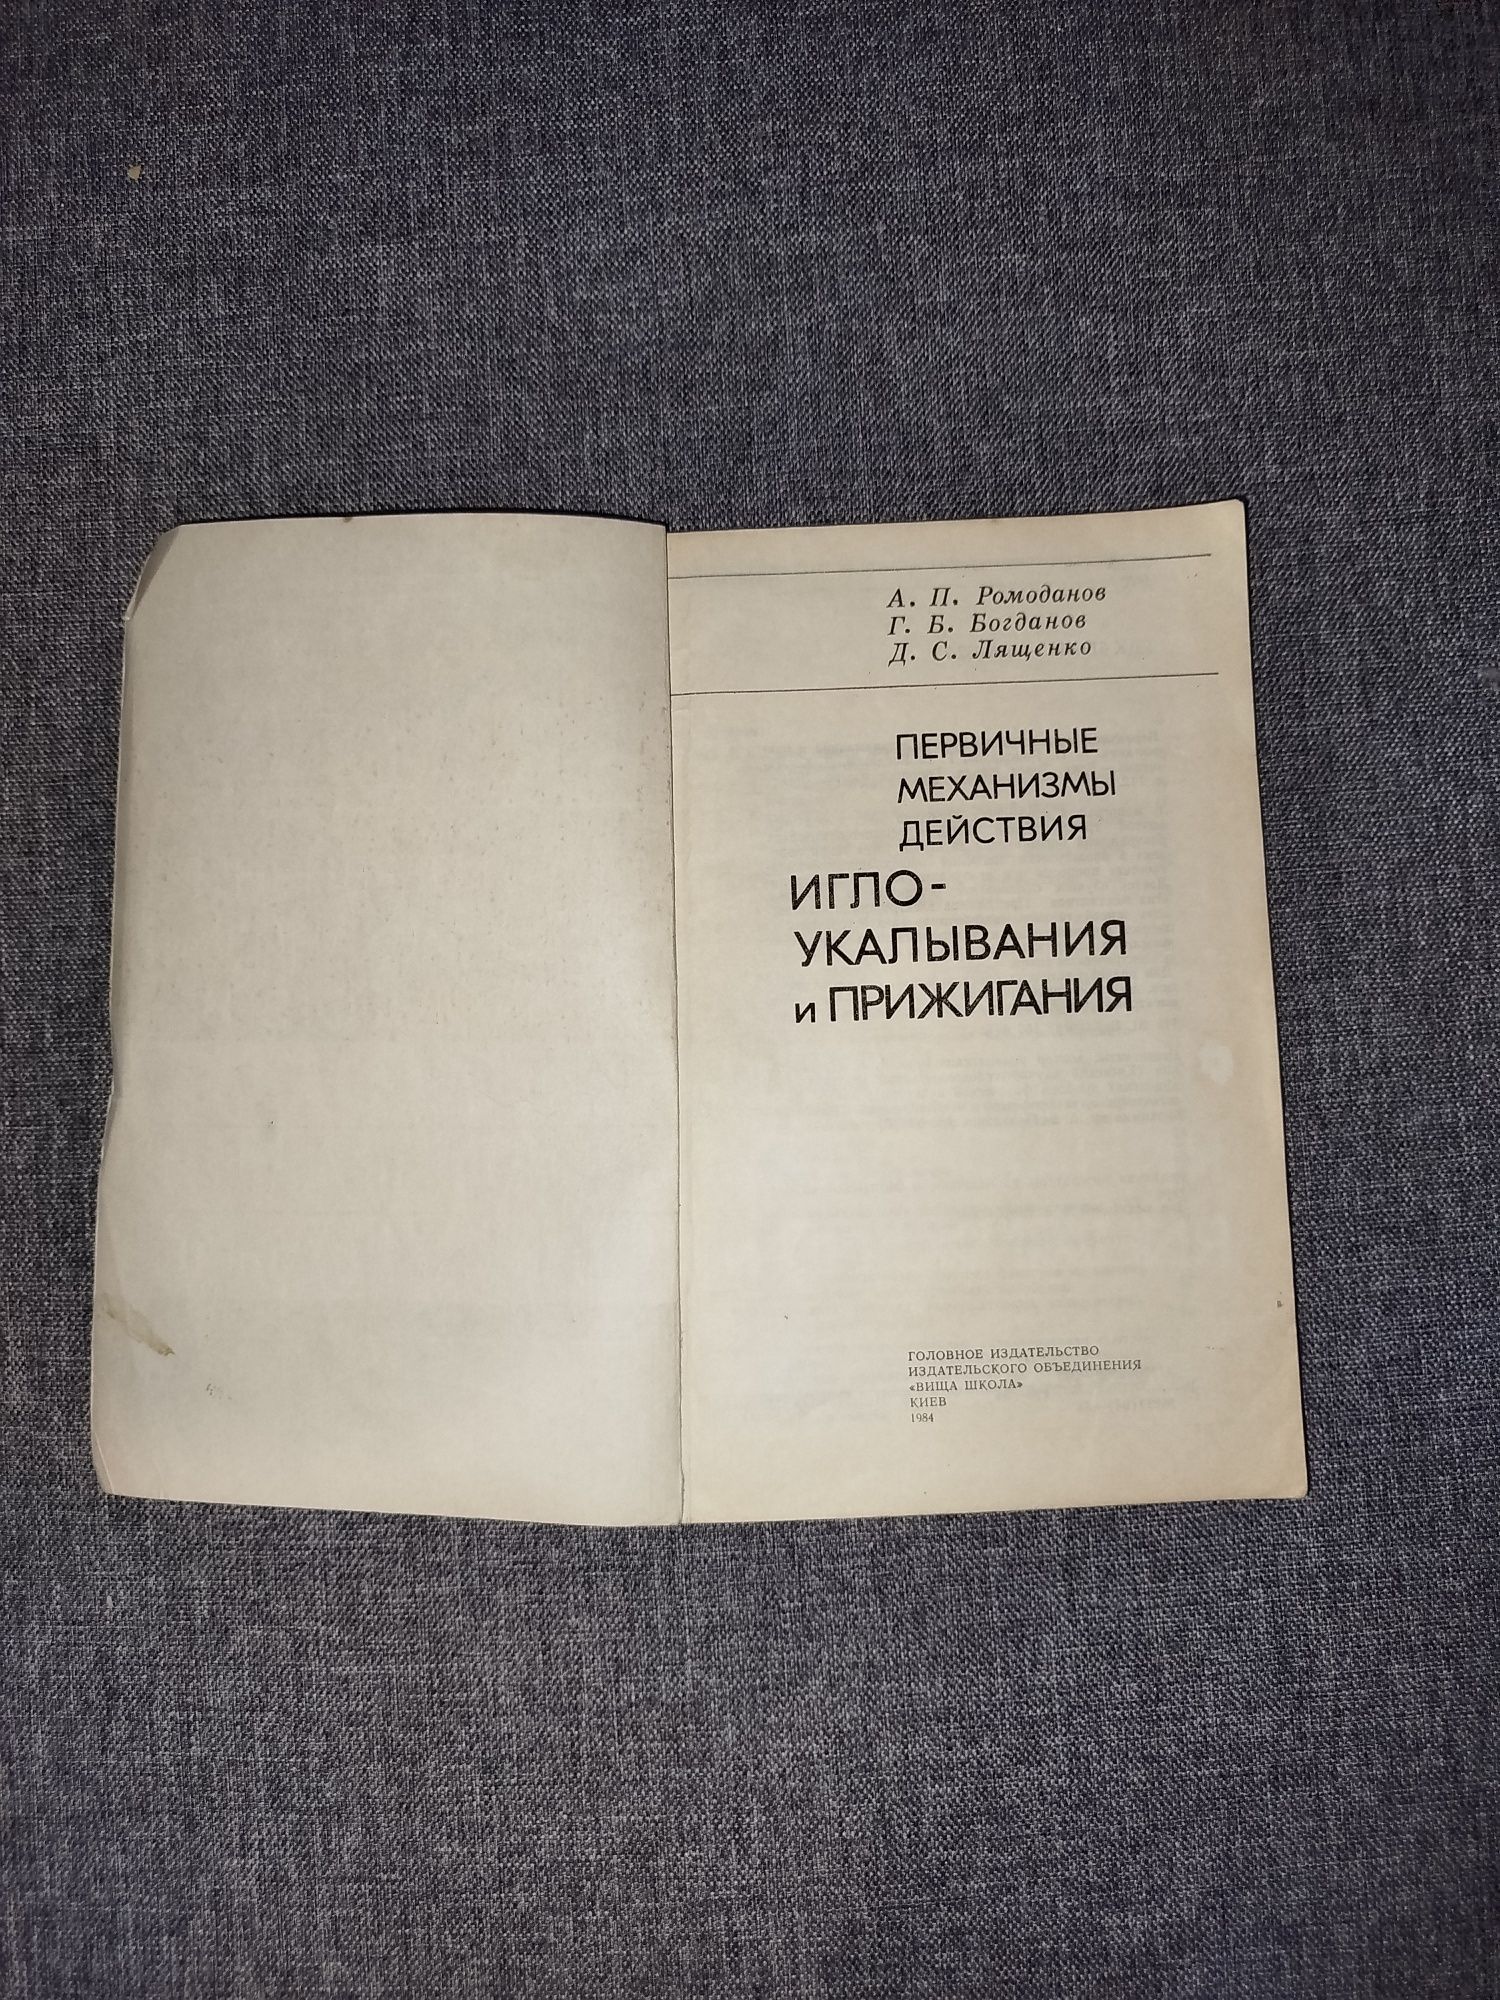 А. П. Ромоданов
Г. Б. Богданов
Д. С. Лященко
ПЕРВИЧНЫЕ
МЕХАНИЗМЫ
ДЕЙСТВИЯ
ИГЛО-
УКАЛЫВАНИЯ
и ПРИЖИГАНИЯ
ГОЛОВНОЕ ИЗДАТЕЛЬСТВО
ИЗДАТЕЛЬСКОГО ОБЪЕДИНЕНИЯ
«ВИЩА ШКОЛА»
КИЕВ
1984